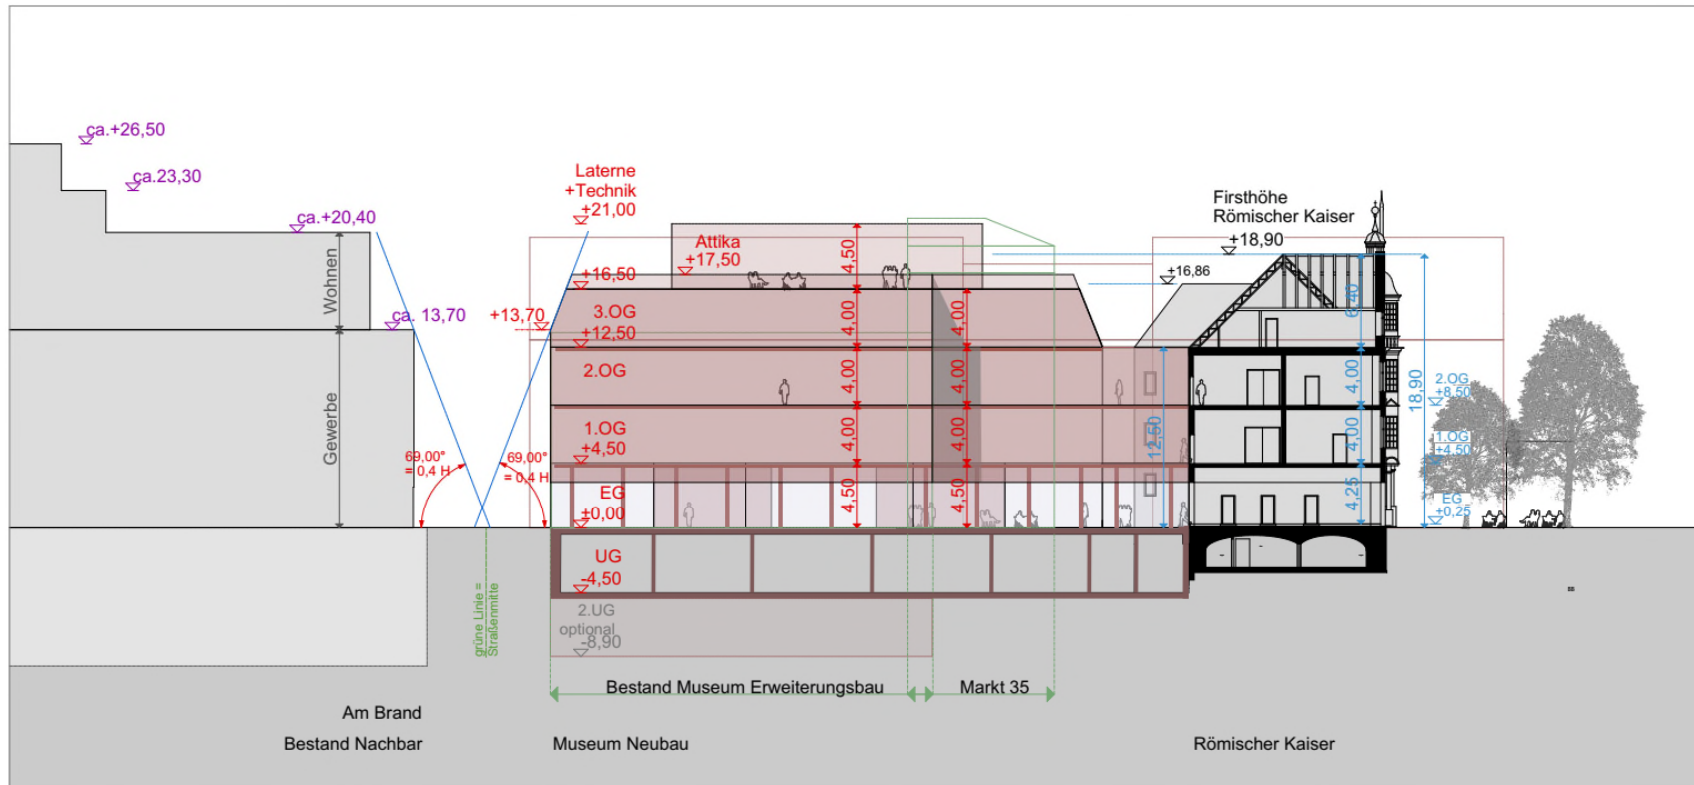 ca.+26,50
ca.23,30
ca.+20,40
Wohnen
ca. 13,70
Gewerbe
69,00°
= 0,4 H
69,00°
= 0,4 H
grüne Linie =
Straßenmitte
Laterne
+Technik
+21,00
Attika
+17,50
+16,50
+13,70
3.OG
+12,50
2.OG
1.OG
+4,50
EG
±0,00
UG
-4,50
2.UG
optional
-8,90
4,50
4,00
4,00
4,00
4,50
4,00
4,00
4,00
4,50
12,50
Firsthöhe
Römischer Kaiser
+18,90
+16,86
6,40
4,00
4,00
4,25
18,90
2.OG
+8,50
1.OG
+4,50
EG
+0,25
Bestand Museum Erweiterungsbau
Markt 35
Am Brand
Bestand Nachbar
Museum Neubau
Römischer Kaiser